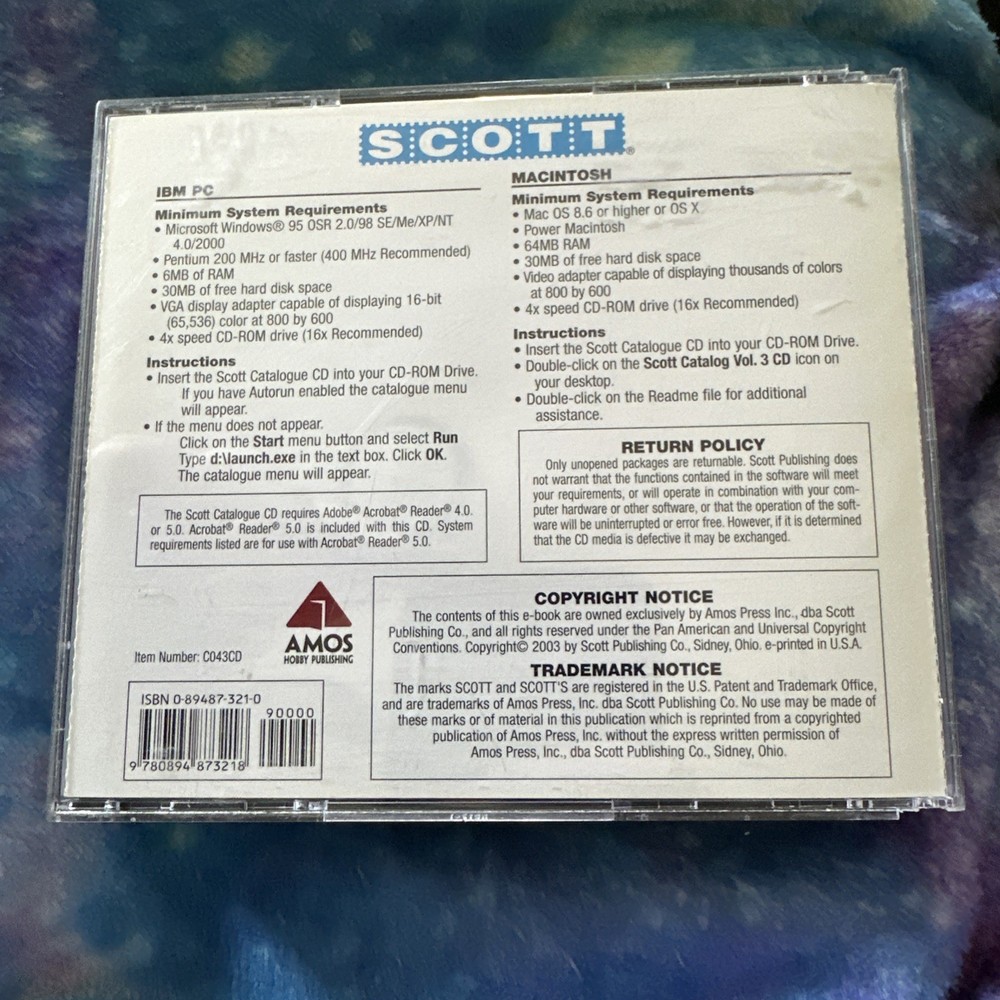 SCOTT®
IBM PC
Minimum System Requirements
• Microsoft Windows® 95 OSR 2.0/98 SE/Me/XP/NT
4.0/2000
• Pentium 200 MHz or faster (400 MHz Recommended)
• 6MB of RAM
• 30MB of free hard disk space
• VGA display adapter capable of displaying 16-bit
(65,536) color at 800 by 600
• 4x speed CD-ROM drive (16x Recommended)
Instructions
• Insert the Scott Catalogue CD into your CD-ROM Drive.
If you have Autorun enabled the catalogue menu
will appear.
• If the menu does not appear.
Click on the Start menu button and select Run
Type d:\launch.exe in the text box. Click OK.
The catalogue menu will appear.
The Scott Catalogue CD requires Adobe® Acrobat® Reader® 4.0.
or 5.0. Acrobat® Reader® 5.0 is included with this CD. System
requirements listed are for use with Acrobat® Reader® 5.0.
MACINTOSH
Minimum System Requirements
• Mac OS 8.6 or higher or OS X
• Power Macintosh
• 64MB RAM
• 30MB of free hard disk space
• Video adapter capable of displaying thousands of colors
at 800 by 600
• 4x speed CD-ROM drive (16x Recommended)
Instructions
• Insert the Scott Catalogue CD into your CD-ROM Drive.
• Double-click on the Scott Catalog Vol. 3 CD icon on
your desktop.
• Double-click on the Readme file for additional
assistance.
RETURN POLICY
Only unopened packages are returnable. Scott Publishing does
not warrant that the functions contained in the software will meet
your requirements, or will operate in combination with your com-
puter hardware or other software, or that the operation of the soft-
ware will be uninterrupted or error free. However, if it is determined
that the CD media is defective it may be exchanged.
AMOS
HOBBY PUBLISHING
Item Number: C043CD
ISBN 0-89487-321-0
90000
9 780894 873218
COPYRIGHT NOTICE
The contents of this e-book are owned exclusively by Amos Press Inc., dba Scott
Publishing Co., and all rights reserved under the Pan American and Universal Copyright
Conventions. Copyright© 2003 by Scott Publishing Co., Sidney, Ohio. e-printed in U.S.A.
TRADEMARK NOTICE
The marks SCOTT and SCOTT'S are registered in the U.S. Patent and Trademark Office,
and are trademarks of Amos Press, Inc. dba Scott Publishing Co. No use may be made of
these marks or of material in this publication which is reprinted from a copyrighted
publication of Amos Press, Inc. without the express written permission of
Amos Press, Inc., dba Scott Publishing Co., Sidney, Ohio.